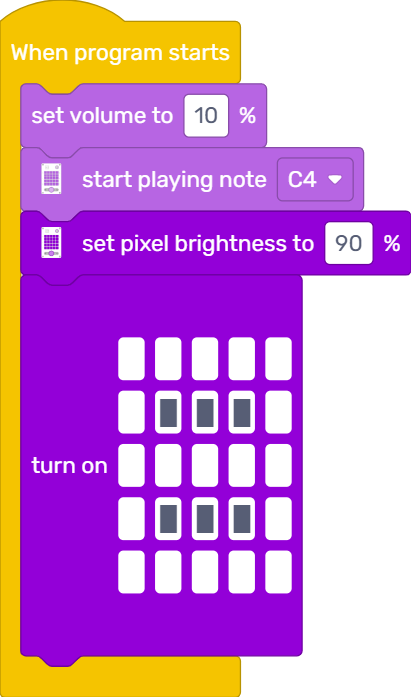 When program starts
set volume to 10 %
start playing note C4
set pixel brightness to 90 %
turn on